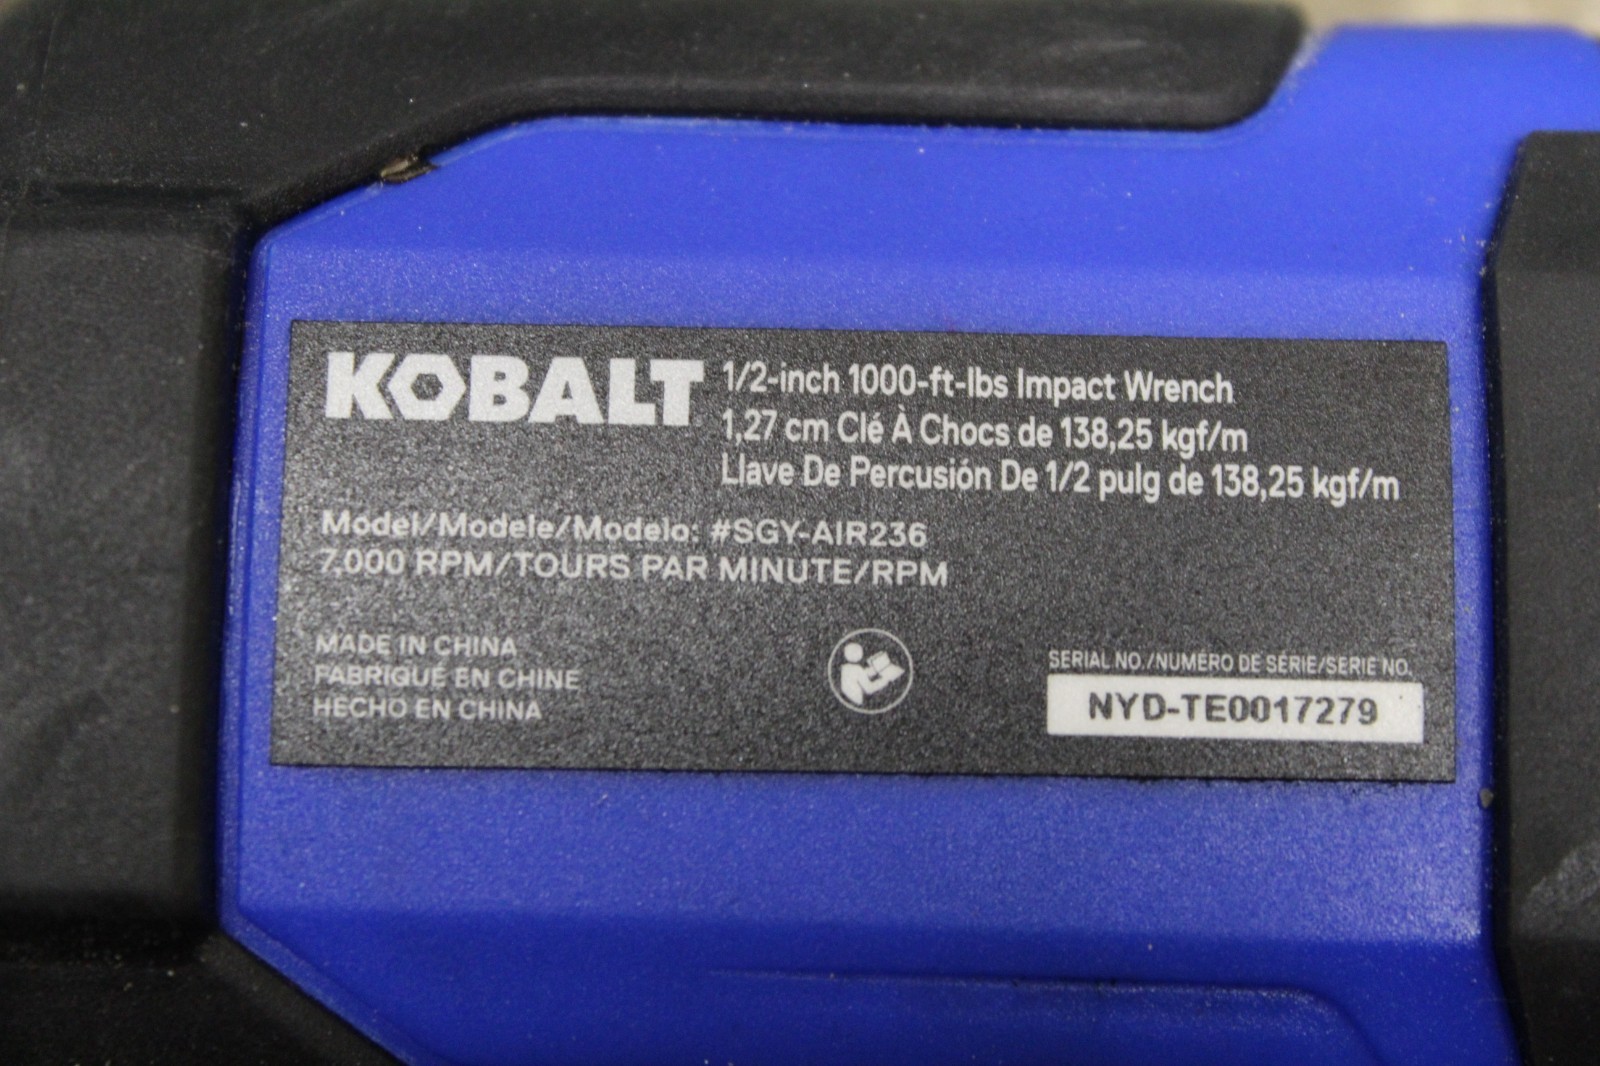 KOBALT
1/2-inch 1000-ft-lbs Impact Wrench
1,27 cm Clé À Chocs de 138,25 kgf/m
Llave De Percusión De 1/2 pulg de 138,25 kgf/m
Model/Modele/Modelo: #SGY-AIR236
7,000 RPM/TOURS PAR MINUTE/RPM
MADE IN CHINA
FABRIQUÉ EN CHINE
HECHO EN CHINA
SERIAL NO./NUMÉRO DE SÉRIE/SERIE NO.
NYD-TE0017279